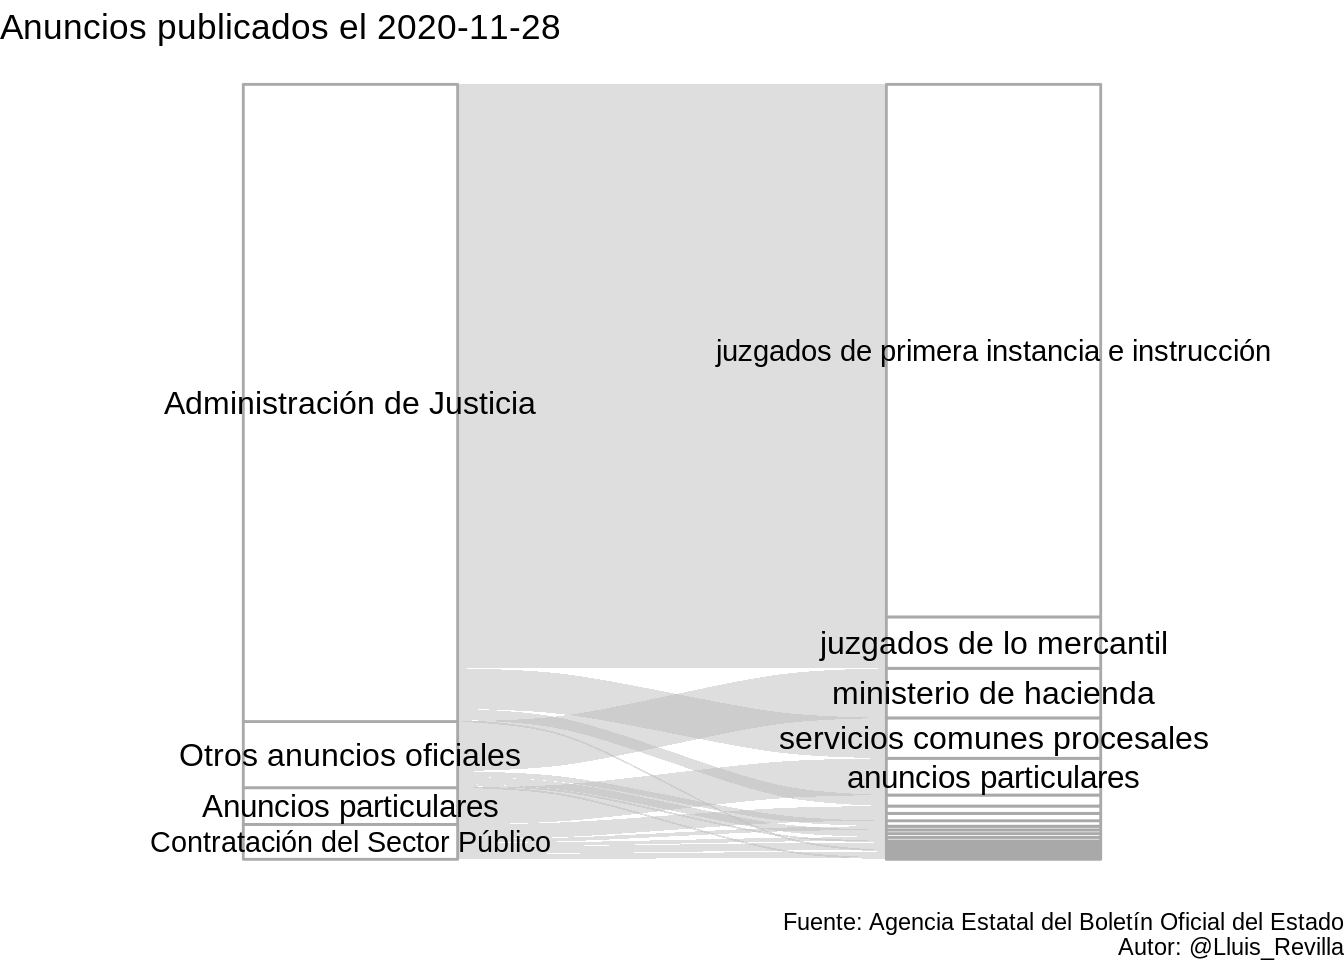 Anuncios publicados el 2020-11-28
Administración de Justicia
Otros anuncios oficiales
Anuncios particulares
Contratación del Sector Público
juzgados de primera instancia e instrucción
juzgados de lo mercantil
ministerio de hacienda
servicios comunes procesales
anuncios particulares
Fuente: Agencia Estatal del Boletín Oficial del Estado
Autor: @Lluis_Revilla